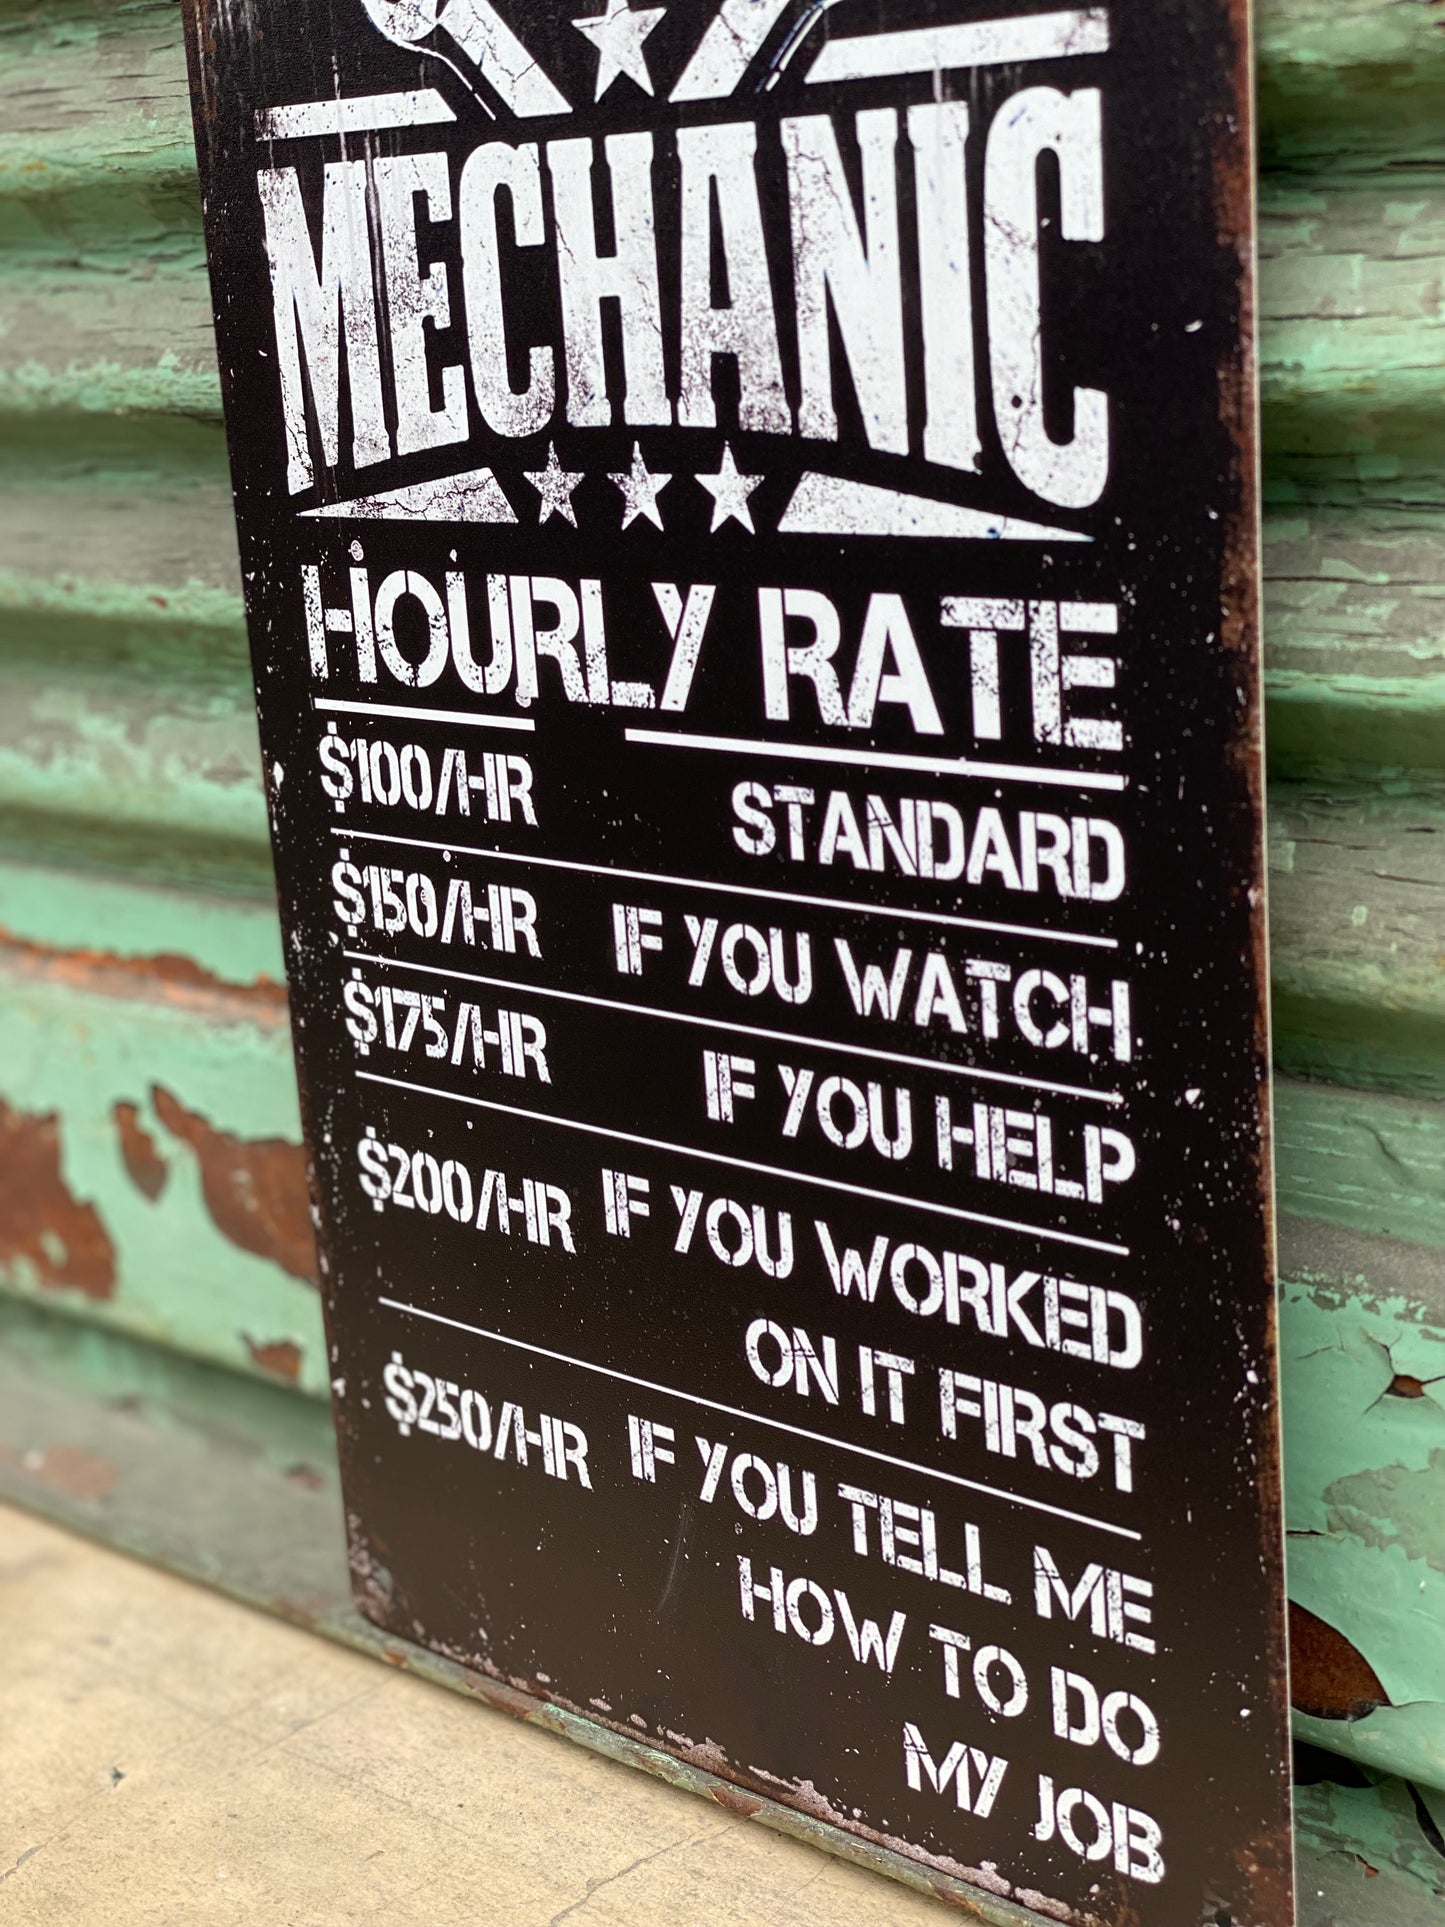 MECHANIC
HOURLY RATE
$100/HR STANDARD
$150/HR IF YOU WATCH
$175/HR IF YOU HELP
$200/HR IF YOU WORKED
ON IT FIRST
$250/HR IF YOU TELL ME
HOW TO DO
MY JOB